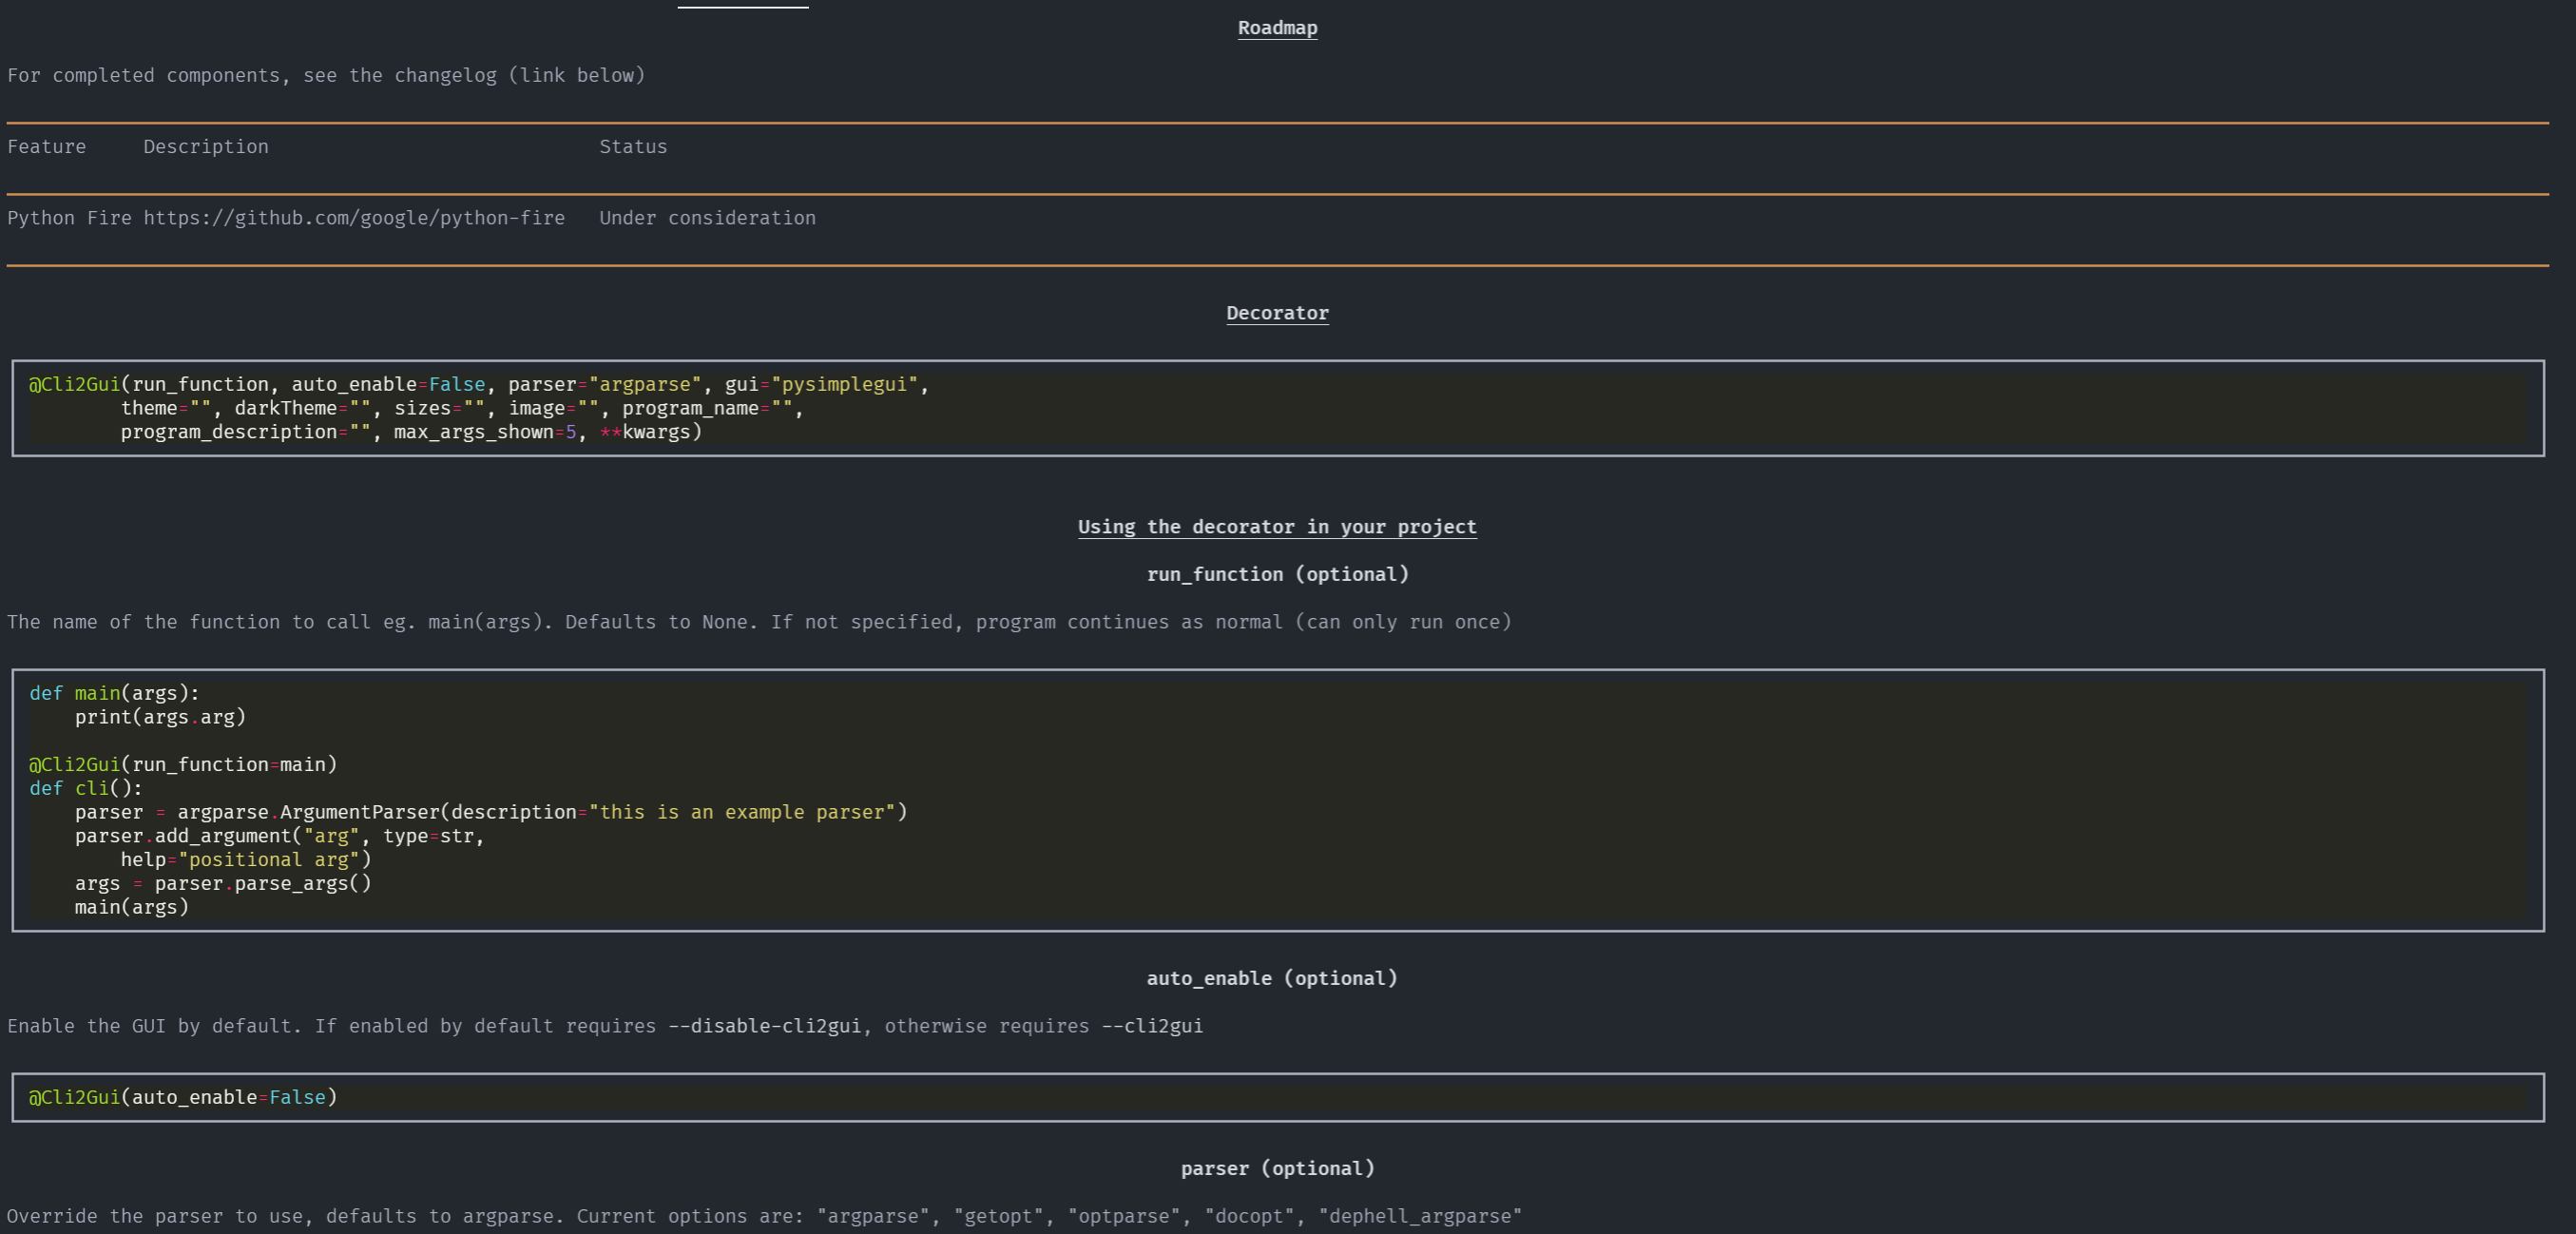 Roadmap
For completed components, see the changelog (link below)
Feature     Description                             Status
Python Fire https://github.com/google/python-fire   Under consideration
Decorator
@Cli2Gui(run_function, auto_enable=False, parser="argparse", gui="pysimplegui",
        theme="", darkTheme="", sizes="", image="", program_name="",
        program_description="", max_args_shown=5, **kwargs)
Using the decorator in your project
run_function (optional)
The name of the function to call eg. main(args). Defaults to None. If not specified, program continues as normal (can only run once)
def main(args):
    print(args.arg)
@Cli2Gui(run_function=main)
def cli():
    parser = argparse.ArgumentParser(description="this is an example parser")
    parser.add_argument("arg", type=str,
        help="positional arg")
    args = parser.parse_args()
    main(args)
auto_enable (optional)
Enable the GUI by default. If enabled by default requires --disable-cli2gui, otherwise requires --cli2gui
@Cli2Gui(auto_enable=False)
parser (optional)
Override the parser to use, defaults to argparse. Current options are: "argparse", "getopt", "optparse", "docopt", "dephell_argparse"